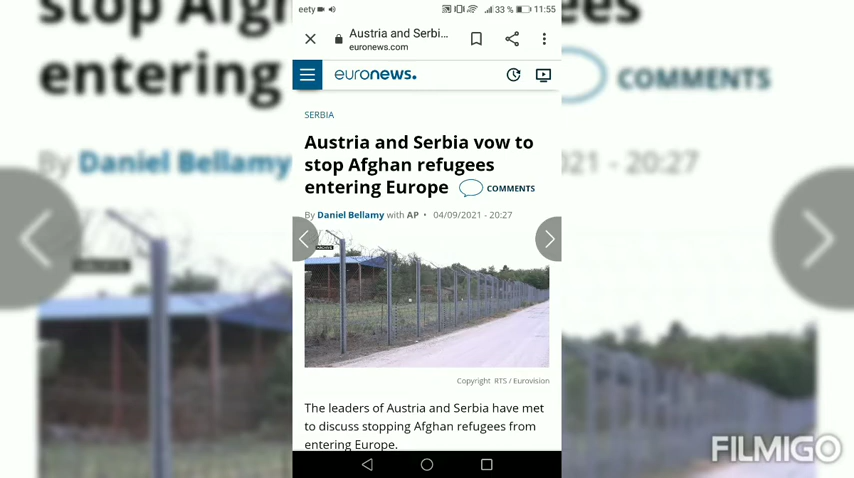 stop Afgh
efugees
eety 33 % 11:55
Austria and Serbi...
euronews.com
euronews.
entering
COMMENTS
SERBIA
Austria and Serbia vow to
stop Afghan refugees
entering Europe COMMENTS
By Daniel Bellamy
021 - 20:27
By Daniel Bellamy with AP • 04/09/2021 - 20:27
Copyright RTS / Eurovision
The leaders of Austria and Serbia have met
to discuss stopping Afghan refugees from
entering Europe.
FILMIGO